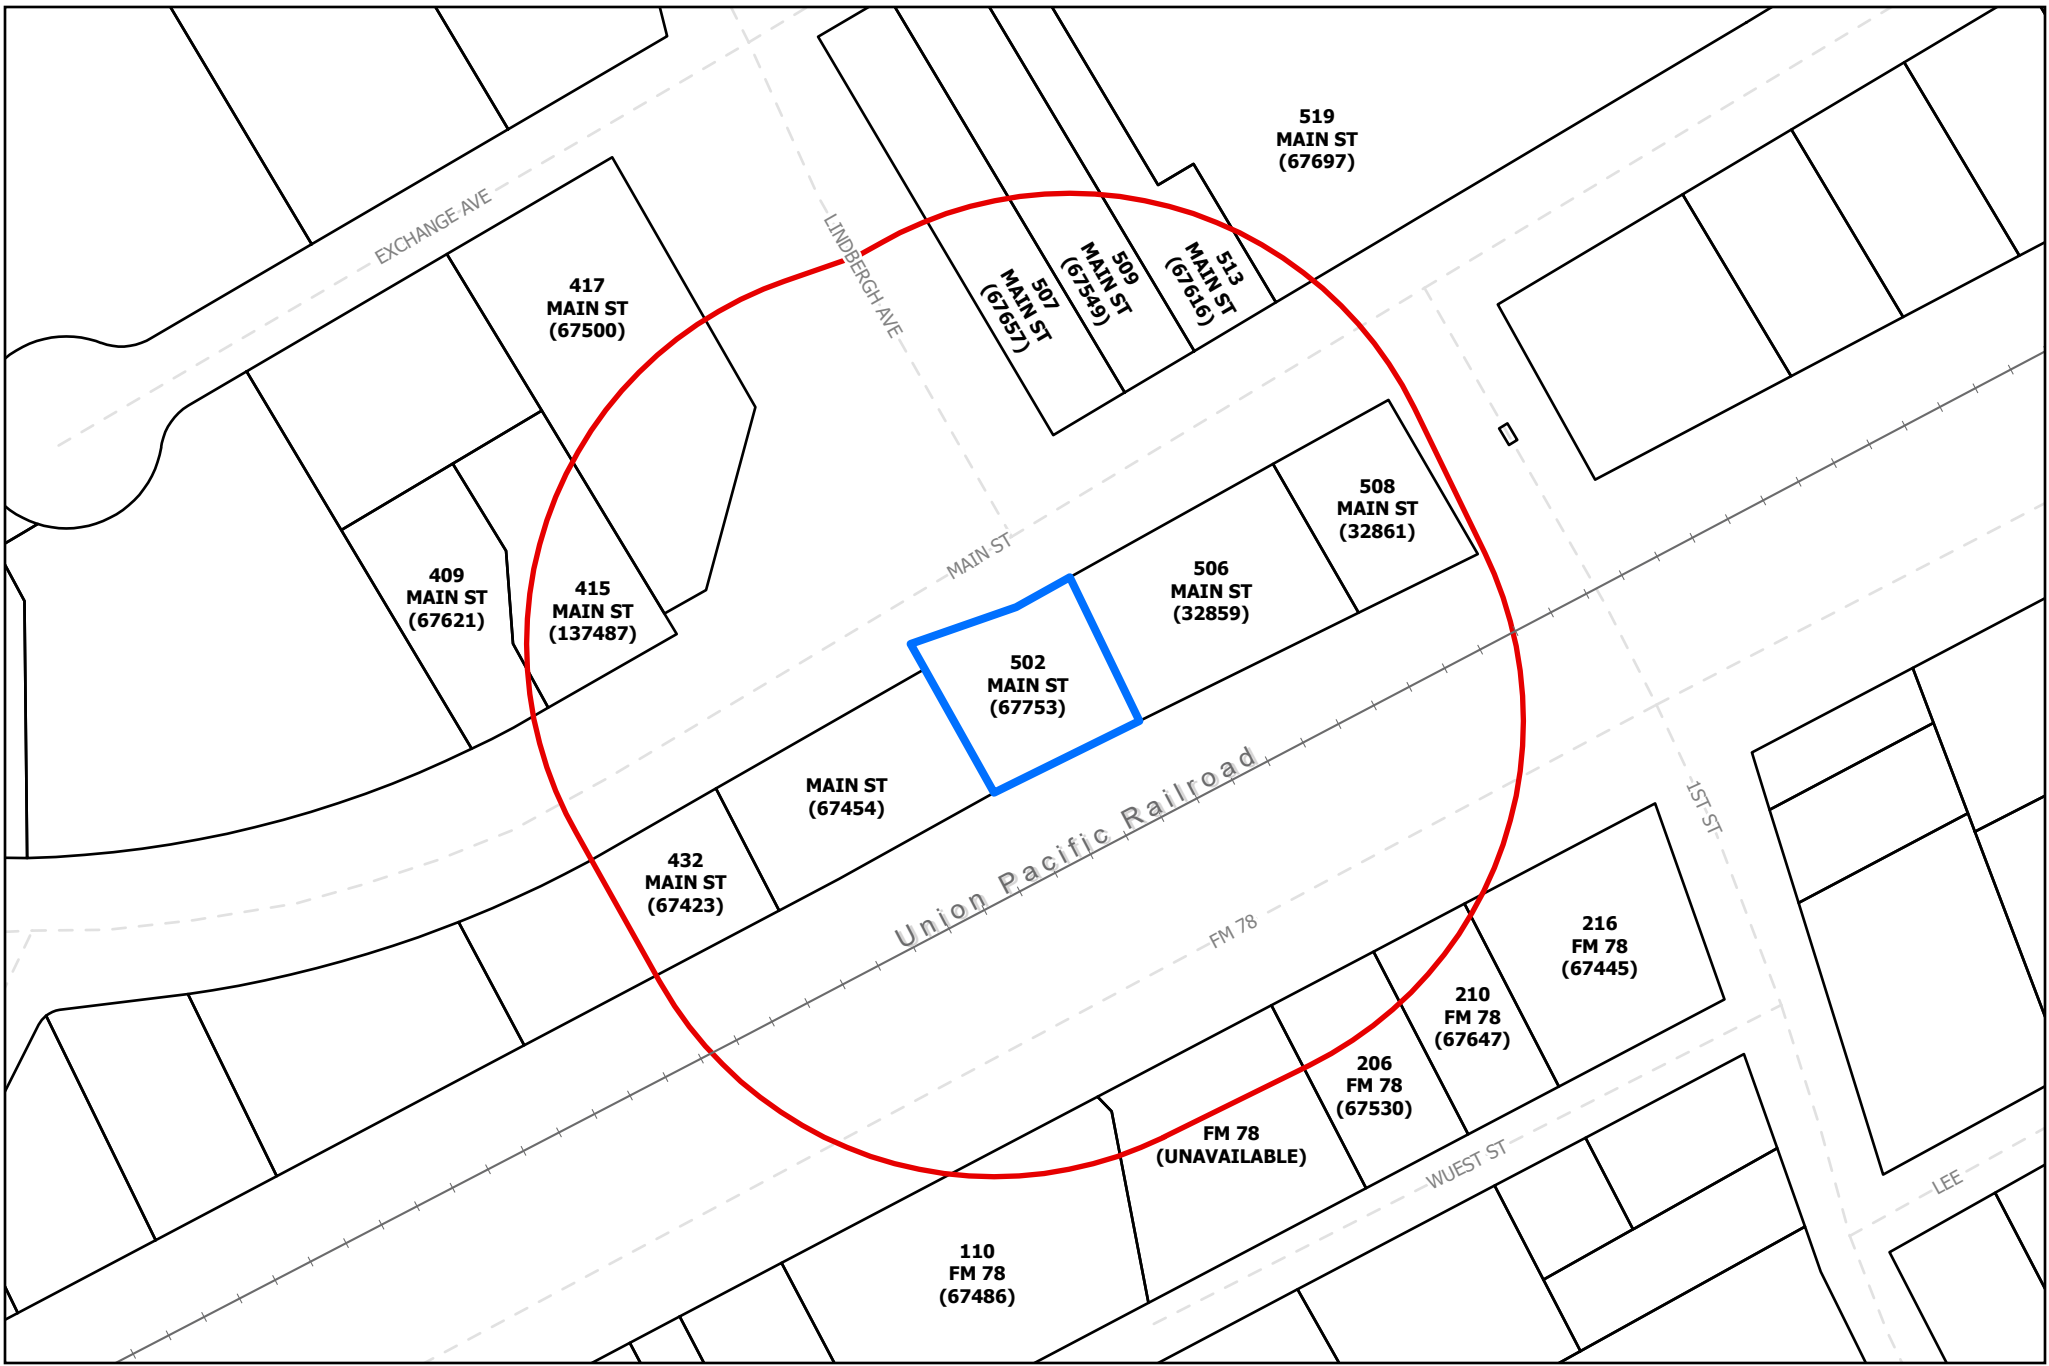 519
MAIN ST
(67697)
EXCHANGE AVE
LINDBERGH AVE
417
MAIN ST
(67500)
507
MAIN ST
(67657)
509
MAIN ST
(67549)
513
MAIN ST
(67616)
508
MAIN ST
(32861)
MAIN ST
506
MAIN ST
(32859)
409
MAIN ST
(67621)
415
MAIN ST
(137487)
502
MAIN ST
(67753)
MAIN ST
(67454)
432
MAIN ST
(67423)
Union Pacific Railroad
1ST ST
FM 78
216
FM 78
(67445)
210
FM 78
(67647)
206
FM 78
(67530)
FM 78
(UNAVAILABLE)
WUEST ST
LEE
110
FM 78
(67486)